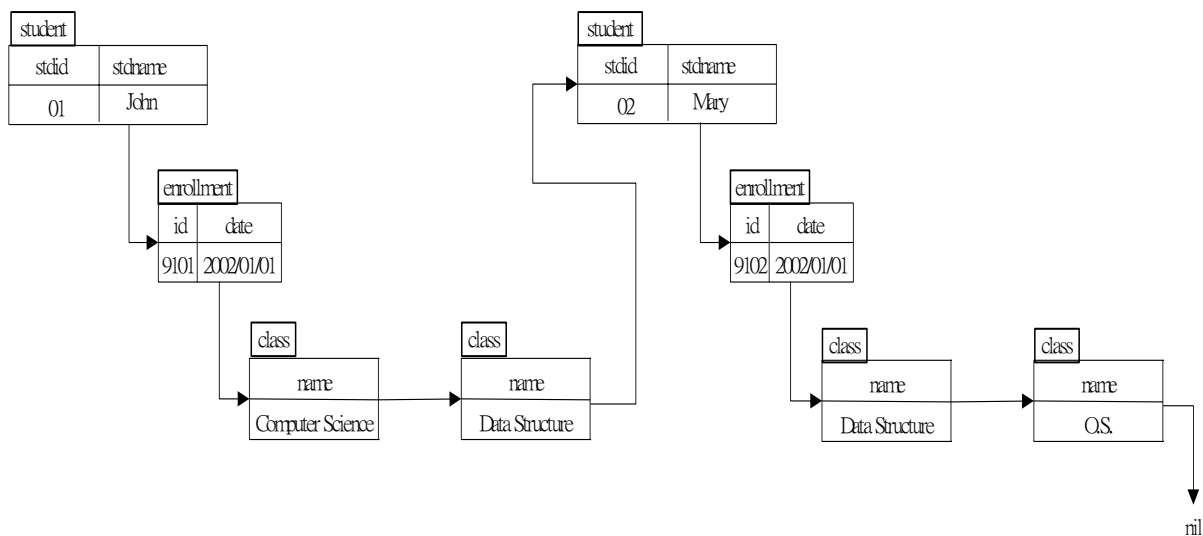 student
stdid stdname
01 John
enrollment
id date
9101 2002/01/01
class
name
Computer Science
class
name
Data Structure
student
stdid stdname
02 Mary
enrollment
id date
9102 2002/01/01
class
name
Data Structure
class
name
O.S.
nil